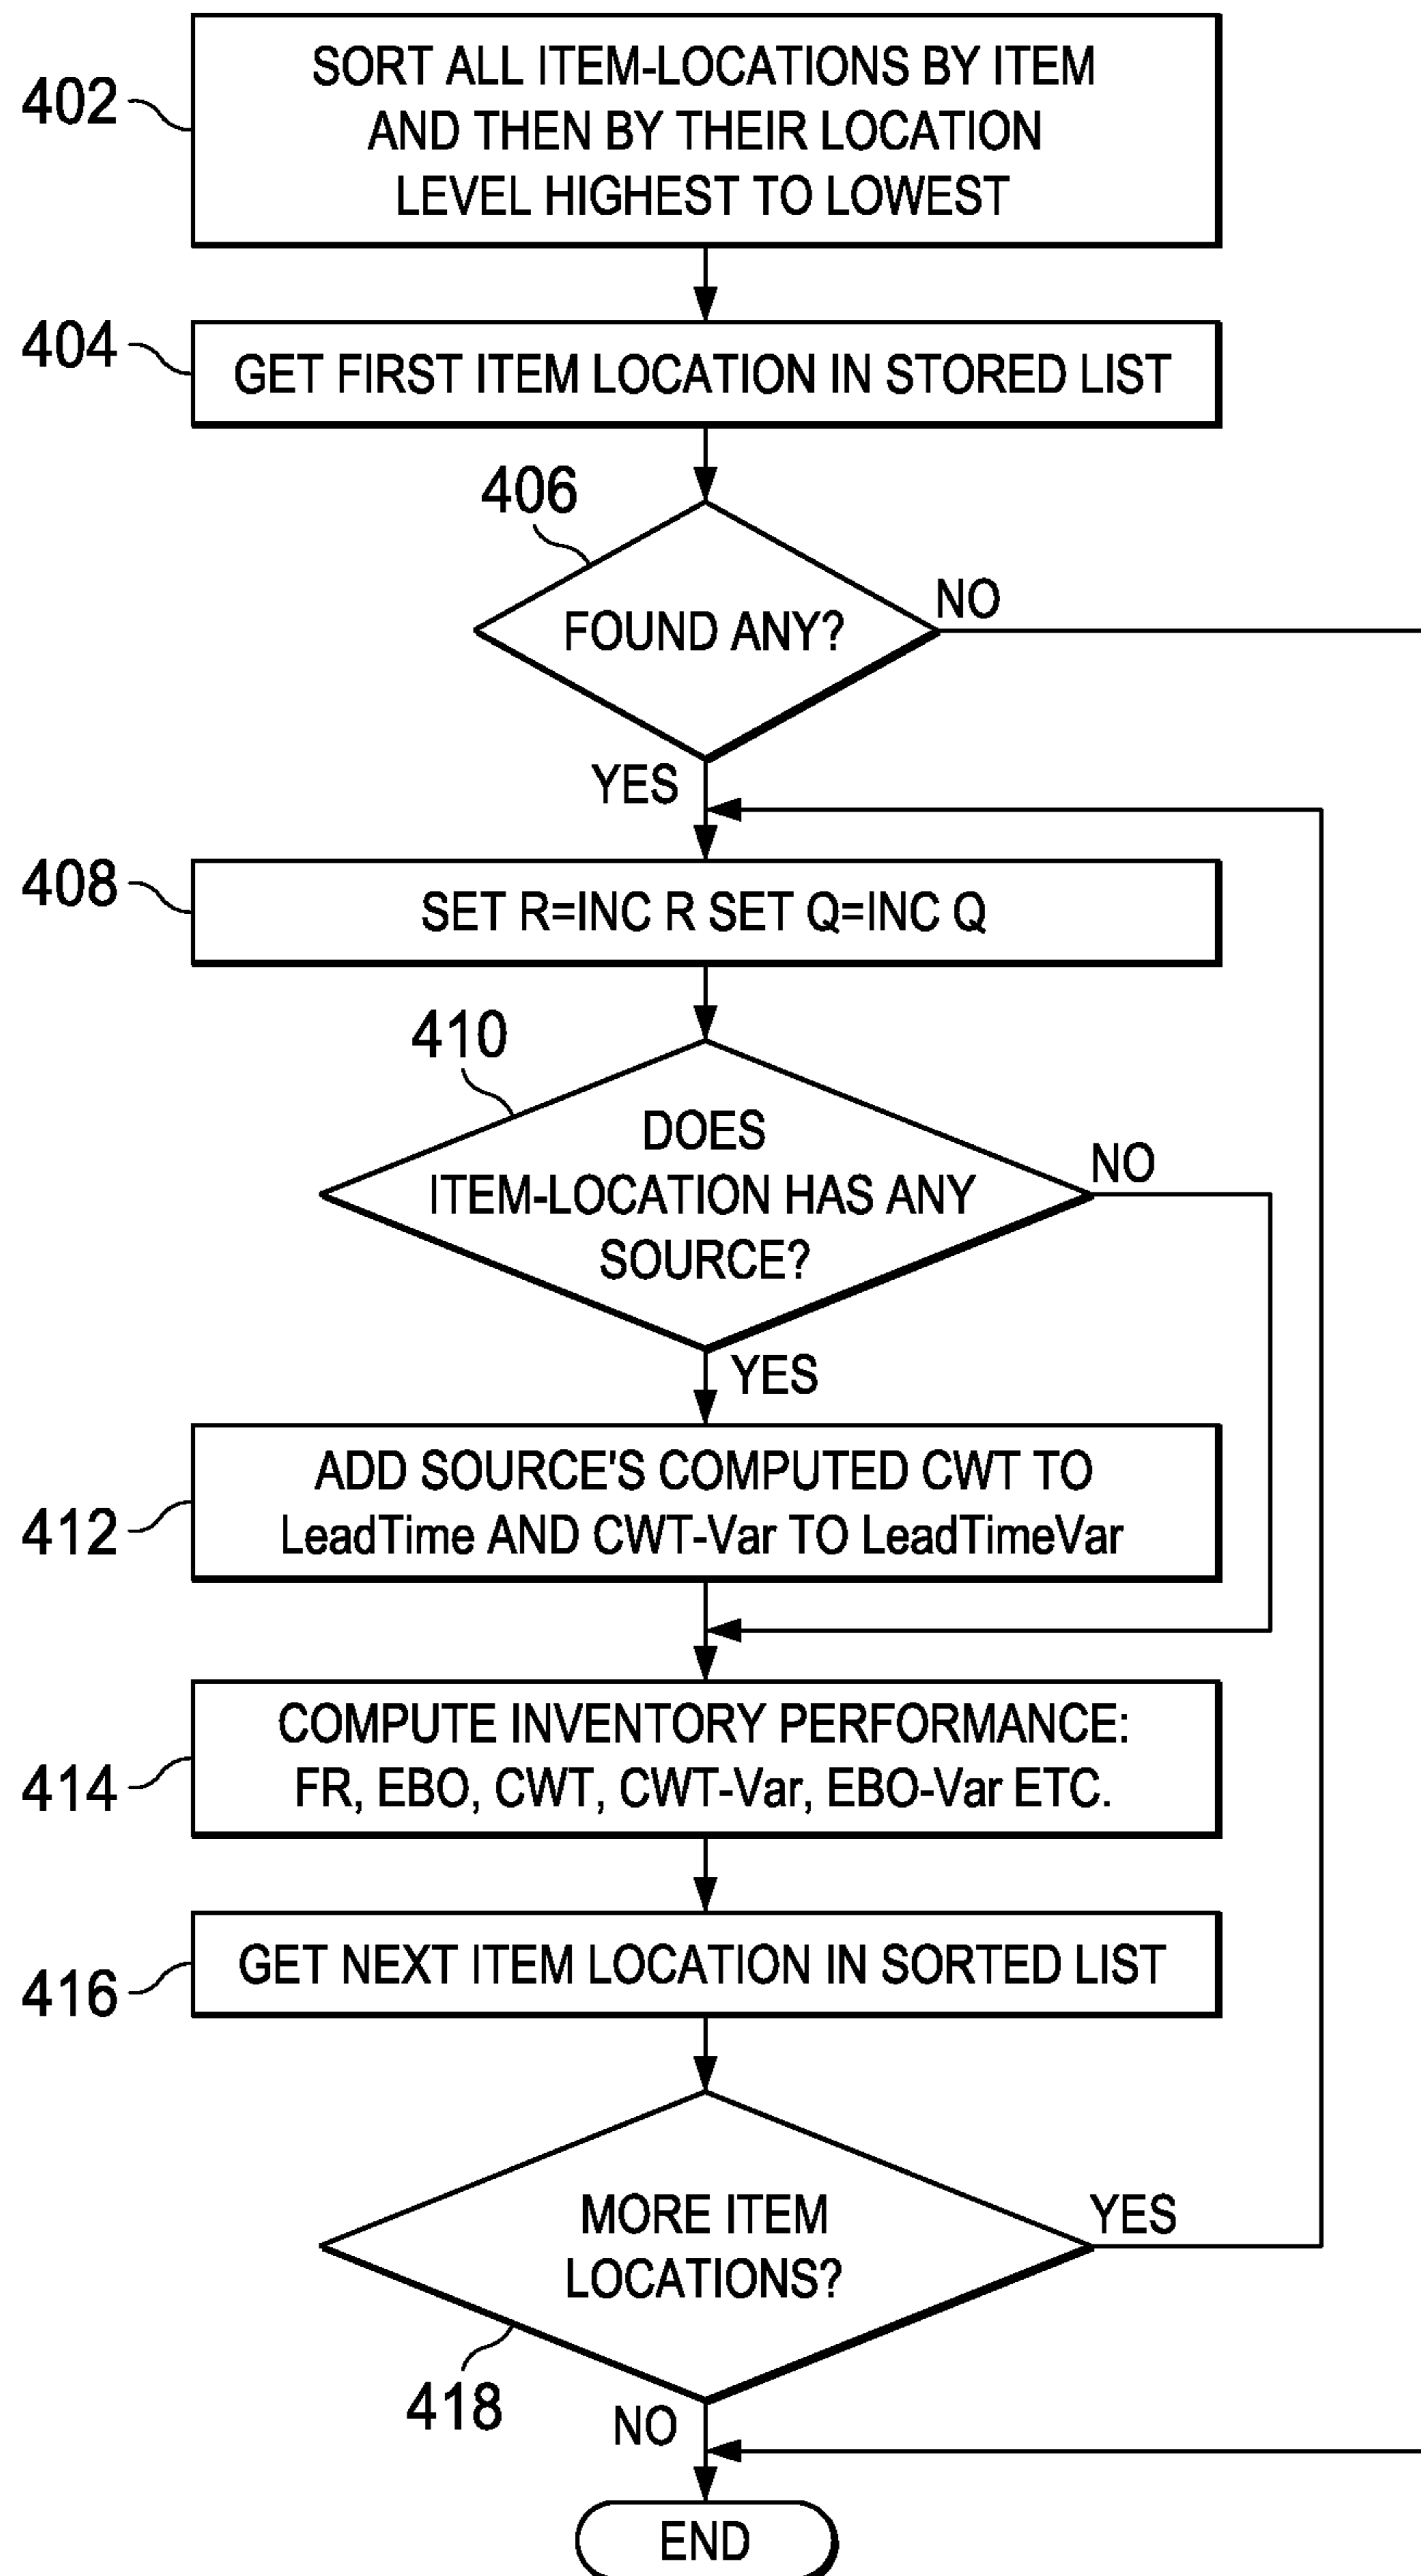 402
SORT ALL ITEM-LOCATIONS BY ITEM
AND THEN BY THEIR LOCATION
LEVEL HIGHEST TO LOWEST
404
GET FIRST ITEM LOCATION IN STORED LIST
406
FOUND ANY?
NO
YES
408
SET R=INC R SET Q=INC Q
410
DOES
ITEM-LOCATION HAS ANY
SOURCE?
NO
YES
412
ADD SOURCE'S COMPUTED CWT TO
LeadTime AND CWT-Var TO LeadTimeVar
414
COMPUTE INVENTORY PERFORMANCE:
FR, EBO, CWT, CWT-Var, EBO-Var ETC.
416
GET NEXT ITEM LOCATION IN SORTED LIST
MORE ITEM
LOCATIONS?
YES
418
NO
END